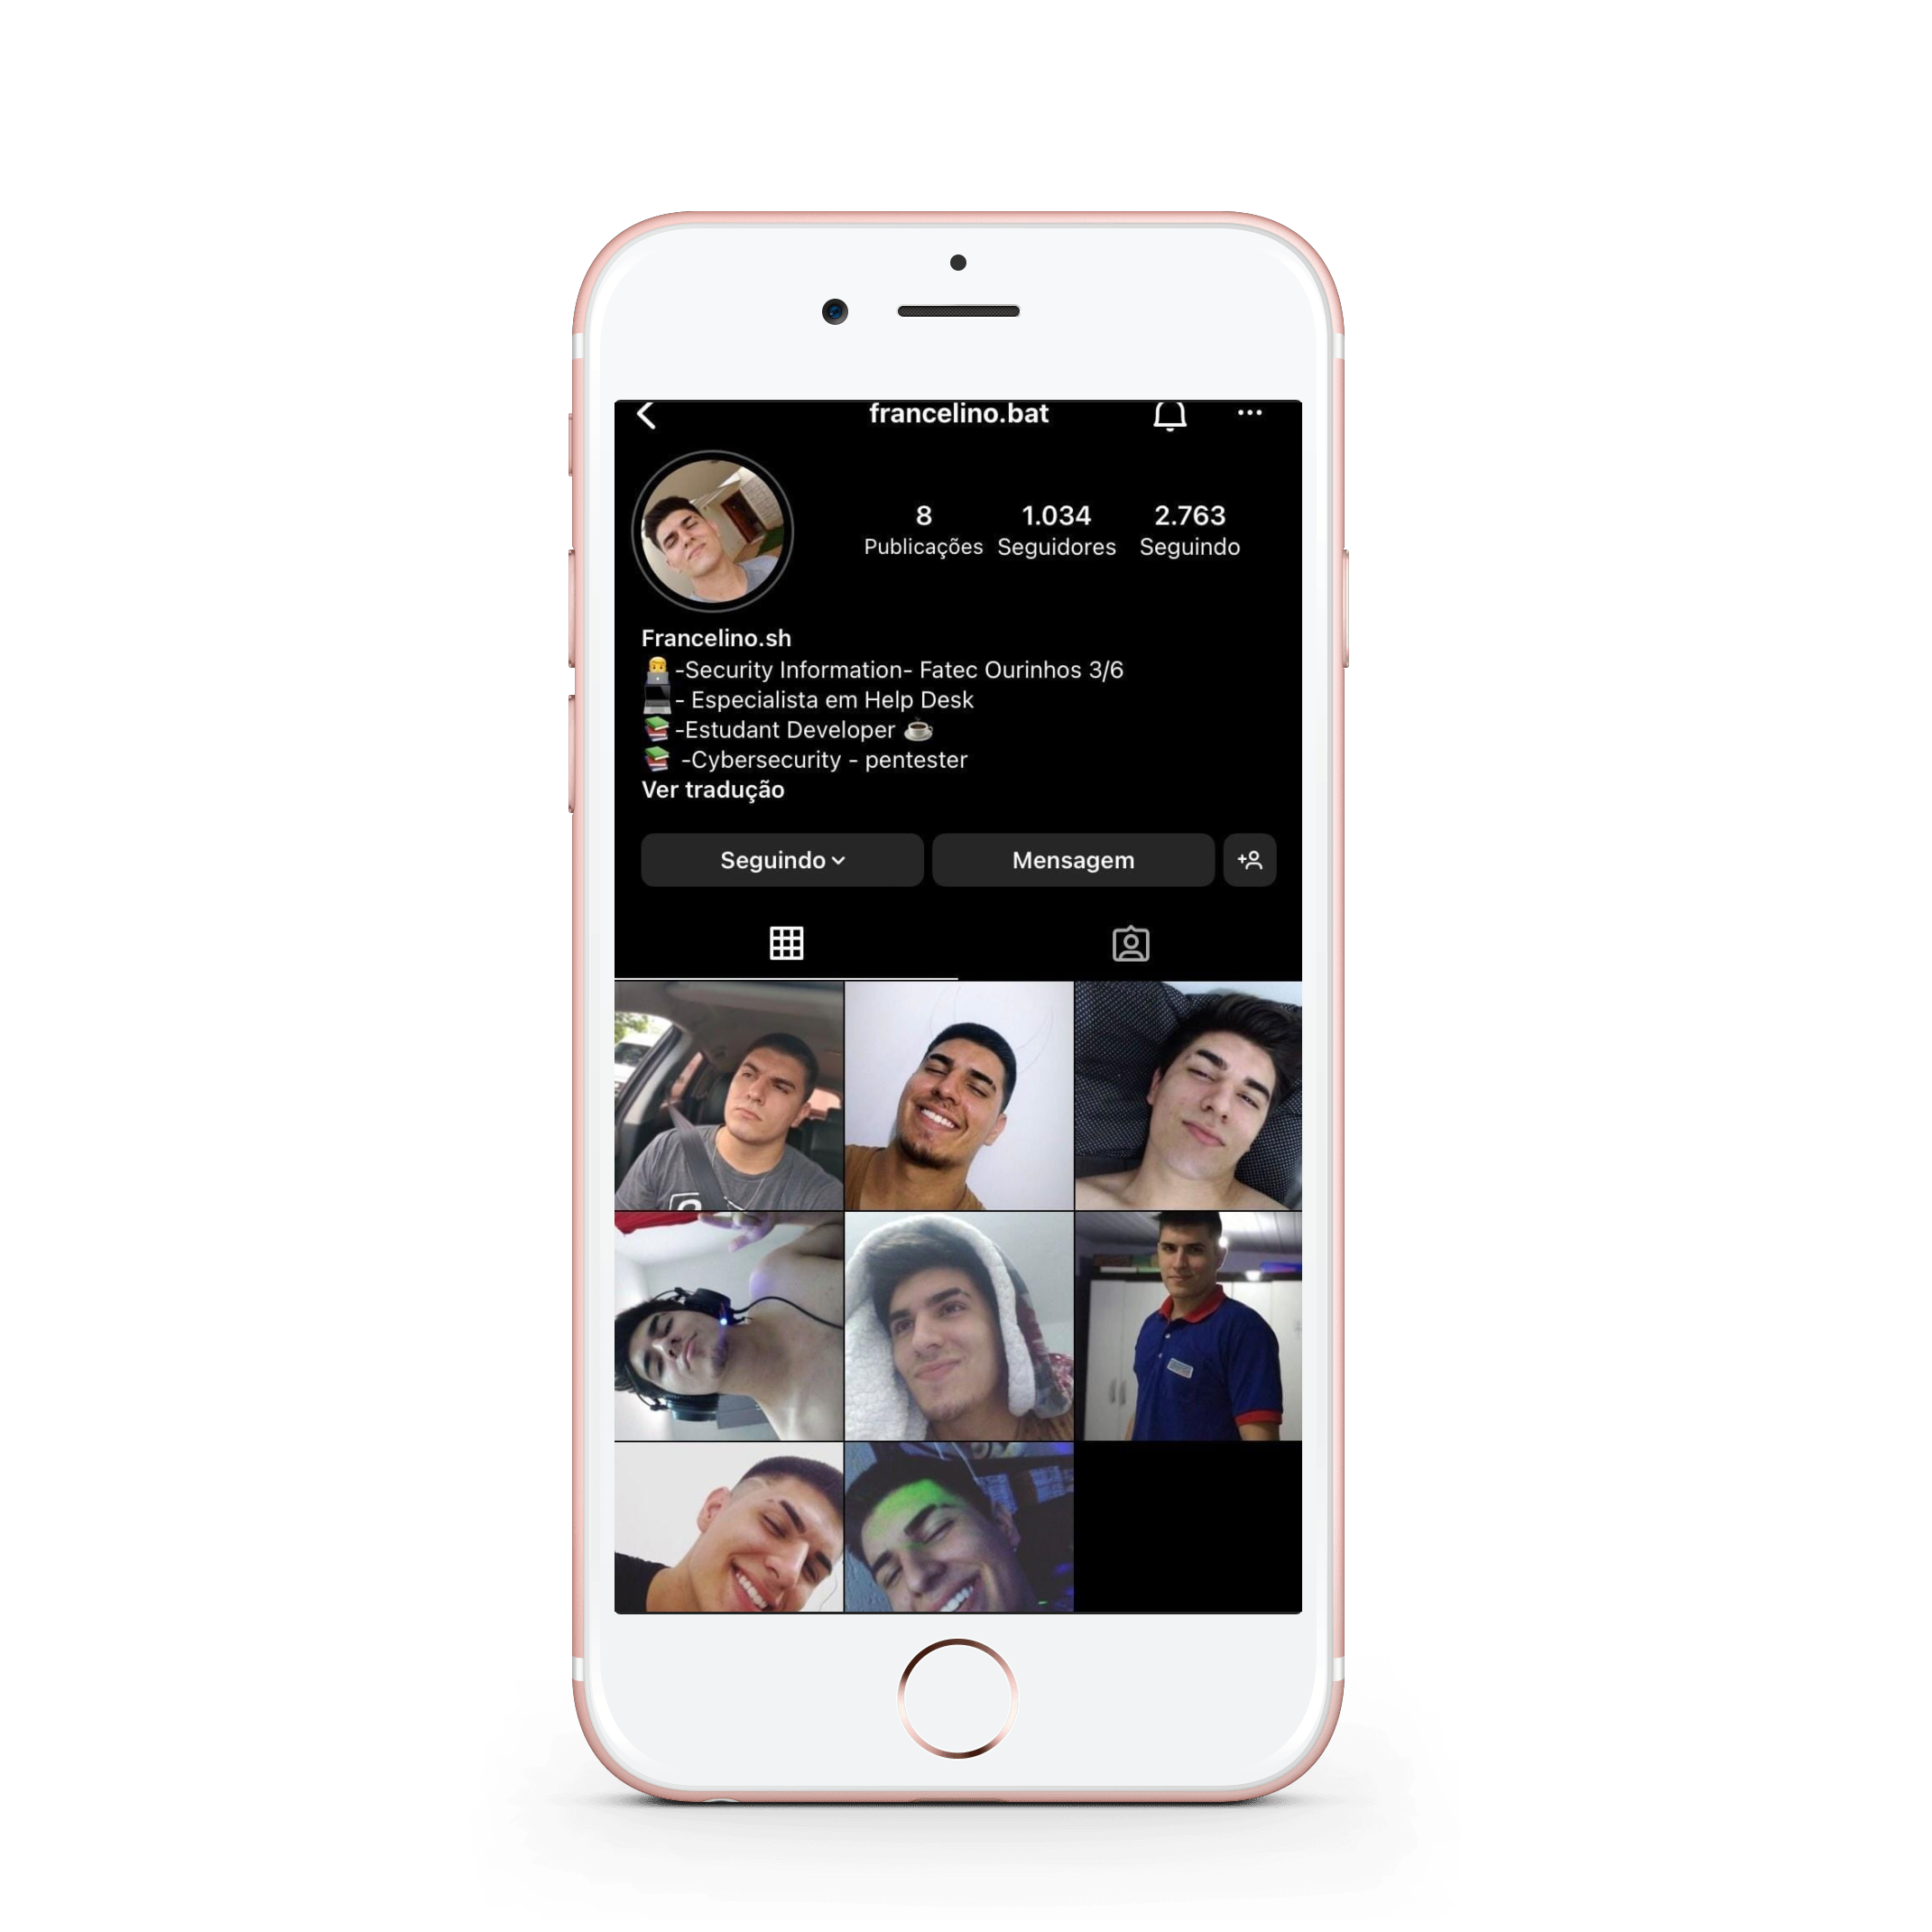 francelino.bat
8 1.034 2.763
Publicações Seguidores Seguindo
Francelino.sh
👨‍💻-Security Information- Fatec Ourinhos 3/6
💻- Especialista em Help Desk
📚-Estudant Developer ☕
📚 -Cybersecurity - pentester
Ver tradução
Seguindo Mensagem